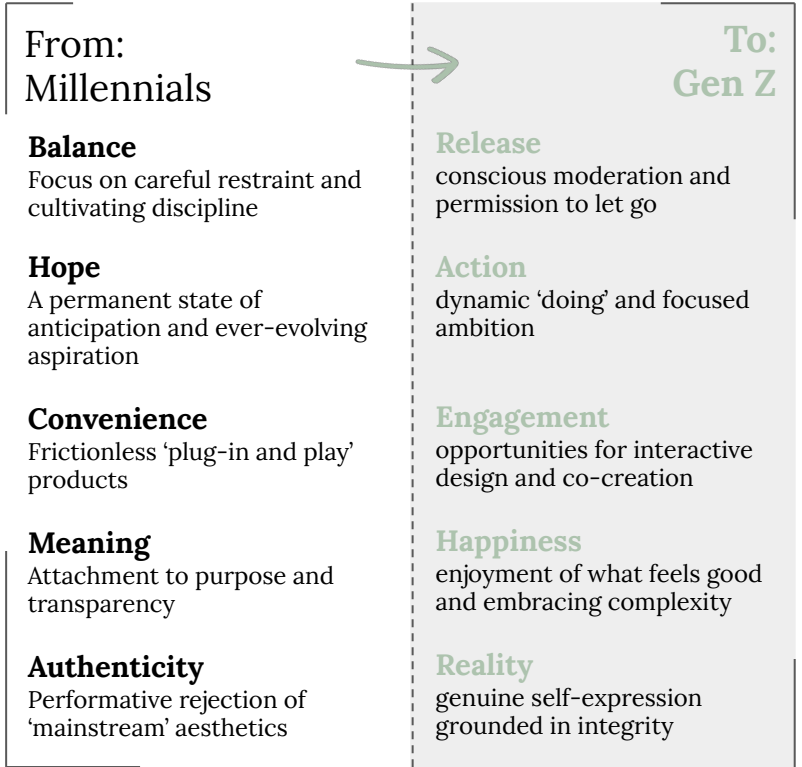 From:
Millennials
Balance
Focus on careful restraint and
cultivating discipline
Hope
A permanent state of
anticipation and ever-evolving
aspiration
Convenience
Frictionless ‘plug-in and play’
products
Meaning
Attachment to purpose and
transparency
Authenticity
Performative rejection of
‘mainstream’ aesthetics
To:
Gen Z
Release
conscious moderation and
permission to let go
Action
dynamic ‘doing’ and focused
ambition
Engagement
opportunities for interactive
design and co-creation
Happiness
enjoyment of what feels good
and embracing complexity
Reality
genuine self-expression
grounded in integrity